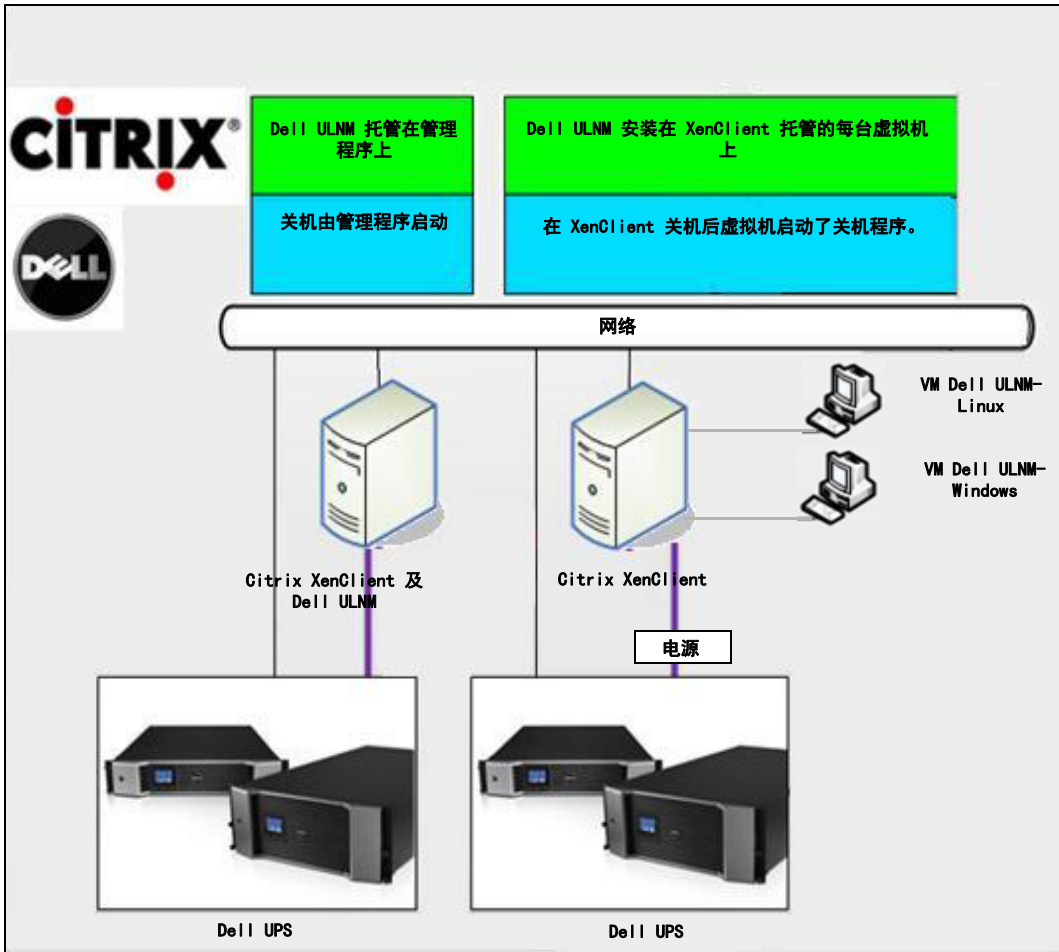 CİTRIX®
DELL
Dell ULNM 托管在管理
程序上
Dell ULNM 安装在 XenClient 托管的每台虚拟机
上
关机由管理程序启动
在 XenClient 关机后虚拟机启动了关机程序。
网络
VM Dell ULNM-
Linux
VM Dell ULNM-
Windows
Citrix XenClient 及
Dell ULNM
Citrix XenClient
电源
Dell UPS
Dell UPS